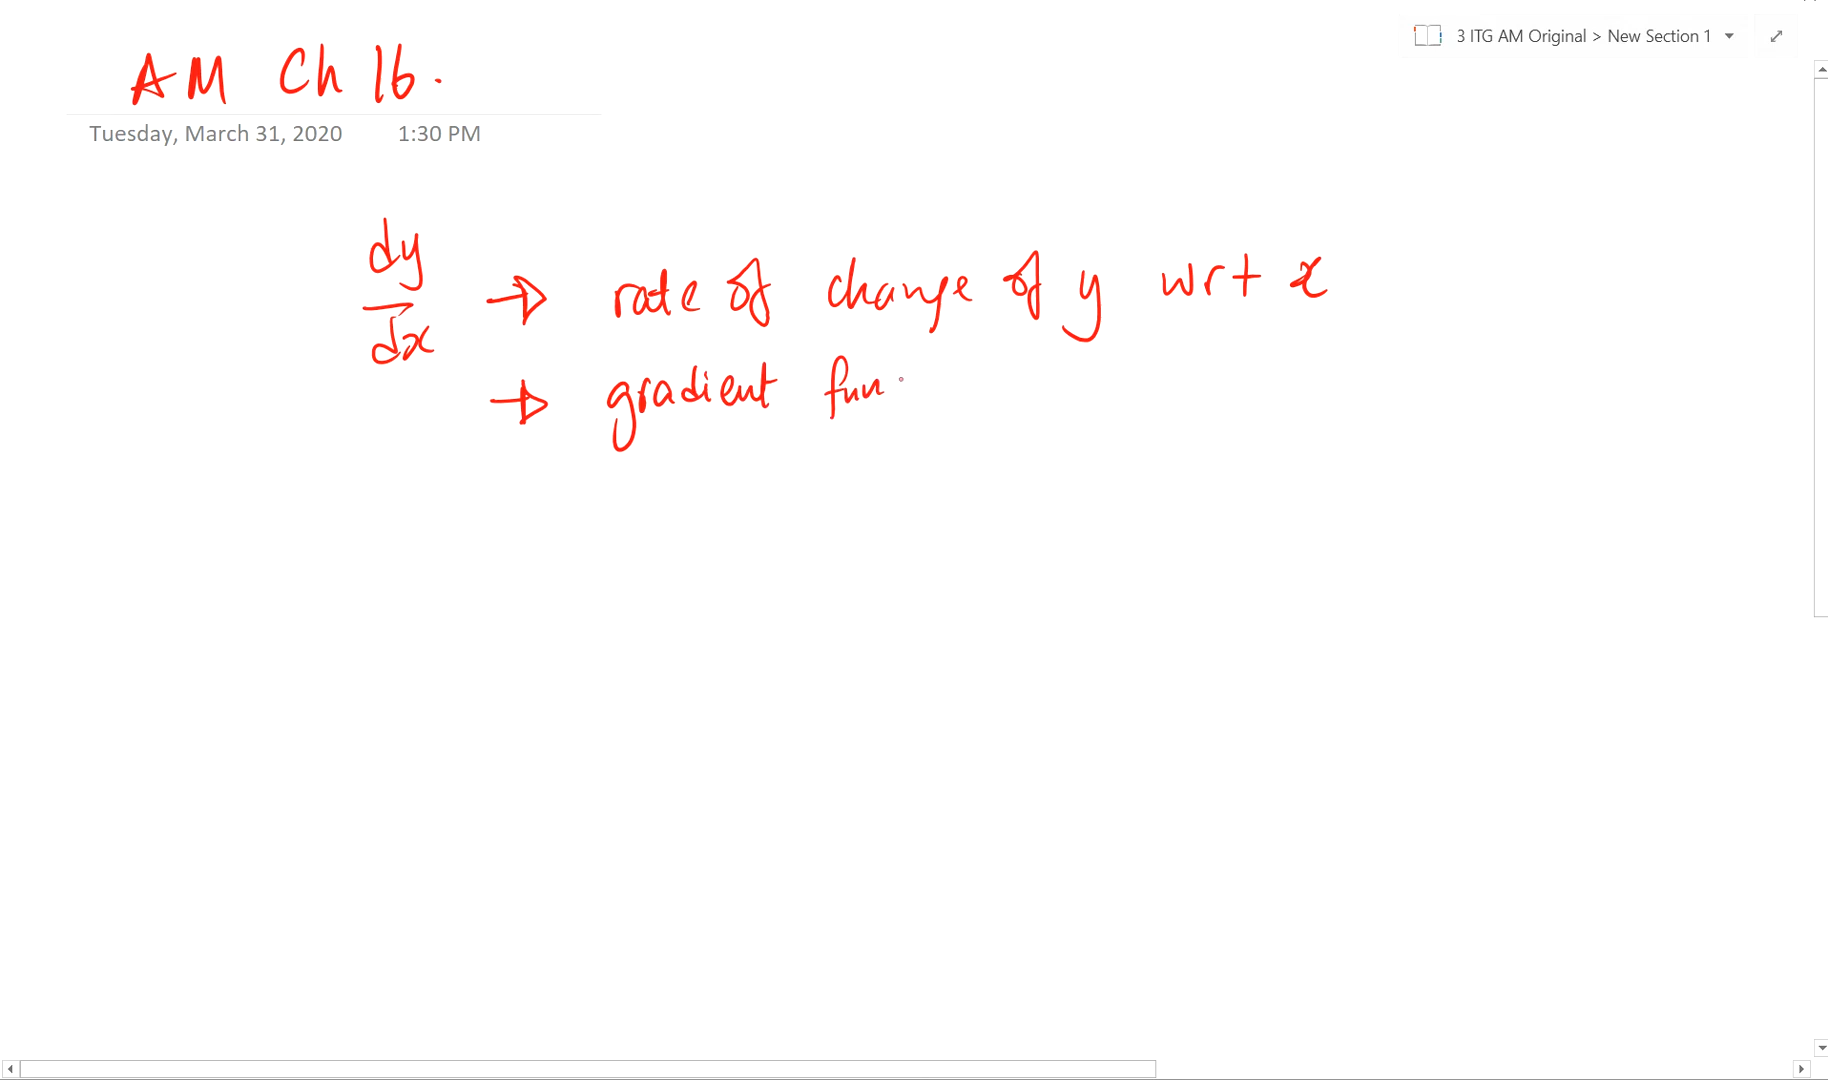 3 ITG AM Original > New Section 1
AM Ch 16.
Tuesday, March 31, 2020 1:30 PM
dy
dx
→ rate of change of y wrt x
→ gradient fun